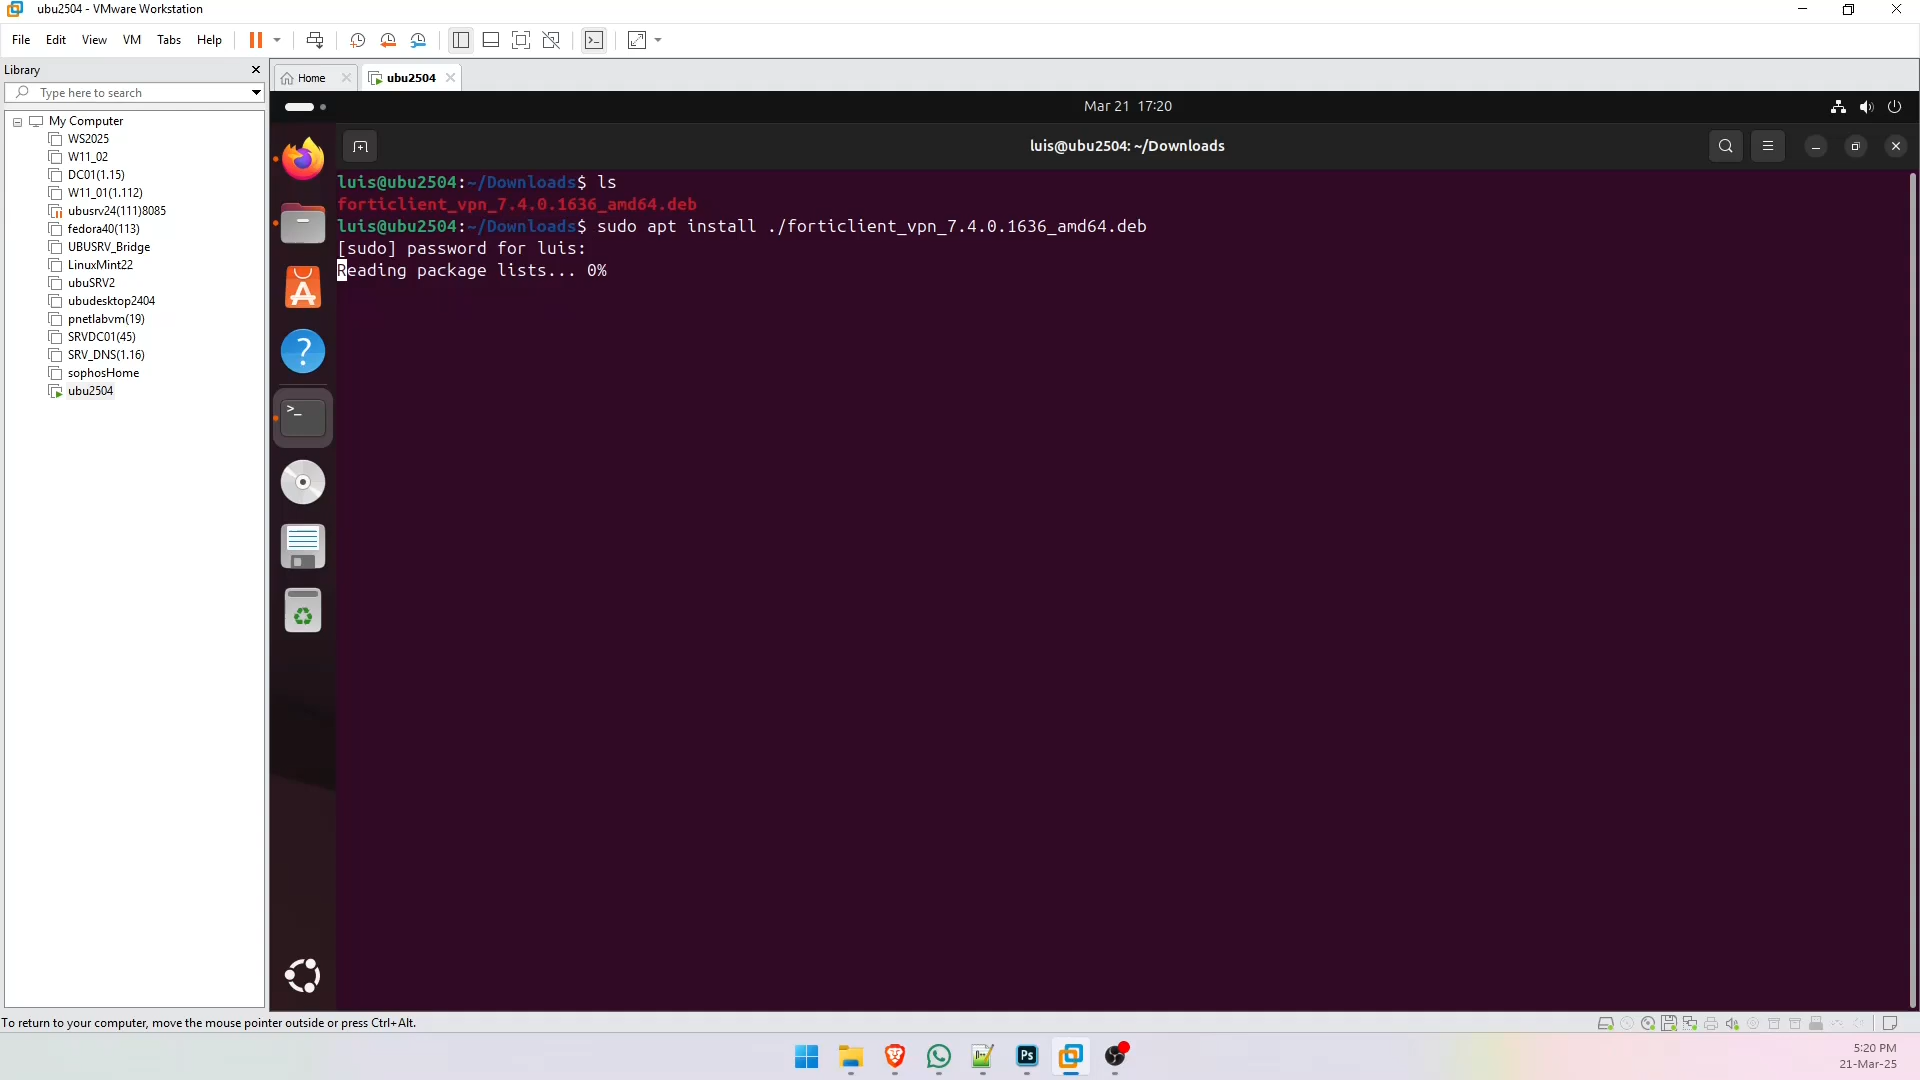 ubu2504 - VMware Workstation
File Edit View VM Tabs Help
Library
Type here to search
My Computer
WS2025
W11_02
DC01(1.15)
W11_01(1.112)
ubusrv24(111)8085
fedora40(113)
UBUSRV_Bridge
LinuxMint22
ubuSRV2
ubudesktop2404
pnetlabvm(19)
SRVDC01(45)
SRV_DNS(1.16)
sophosHome
ubu2504
Home
ubu2504
Mar 21 17:20
luis@ubu2504: ~/Downloads
luis@ubu2504:~/Downloads$ ls
forticlient_vpn_7.4.0.1636_amd64.deb
luis@ubu2504:~/Downloads$ sudo apt install ./forticlient_vpn_7.4.0.1636_amd64.deb
[sudo] password for luis:
Reading package lists... 0%
To return to your computer, move the mouse pointer outside or press Ctrl+Alt.
Ps
5:20 PM
21-Mar-25